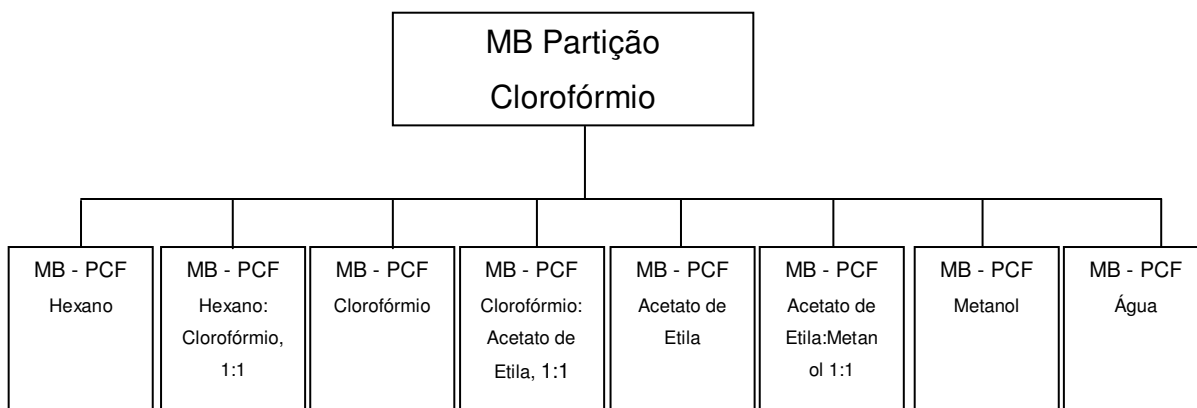 MB Partição
Clorofórmio
MB - PCF
Hexano
MB - PCF
Hexano:
Clorofórmio,
1:1
MB - PCF
Clorofórmio
MB - PCF
Clorofórmio:
Acetato de
Etila, 1:1
MB - PCF
Acetato de
Etila
MB - PCF
Acetato de
Etila:Metan
ol 1:1
MB - PCF
Metanol
MB - PCF
Água